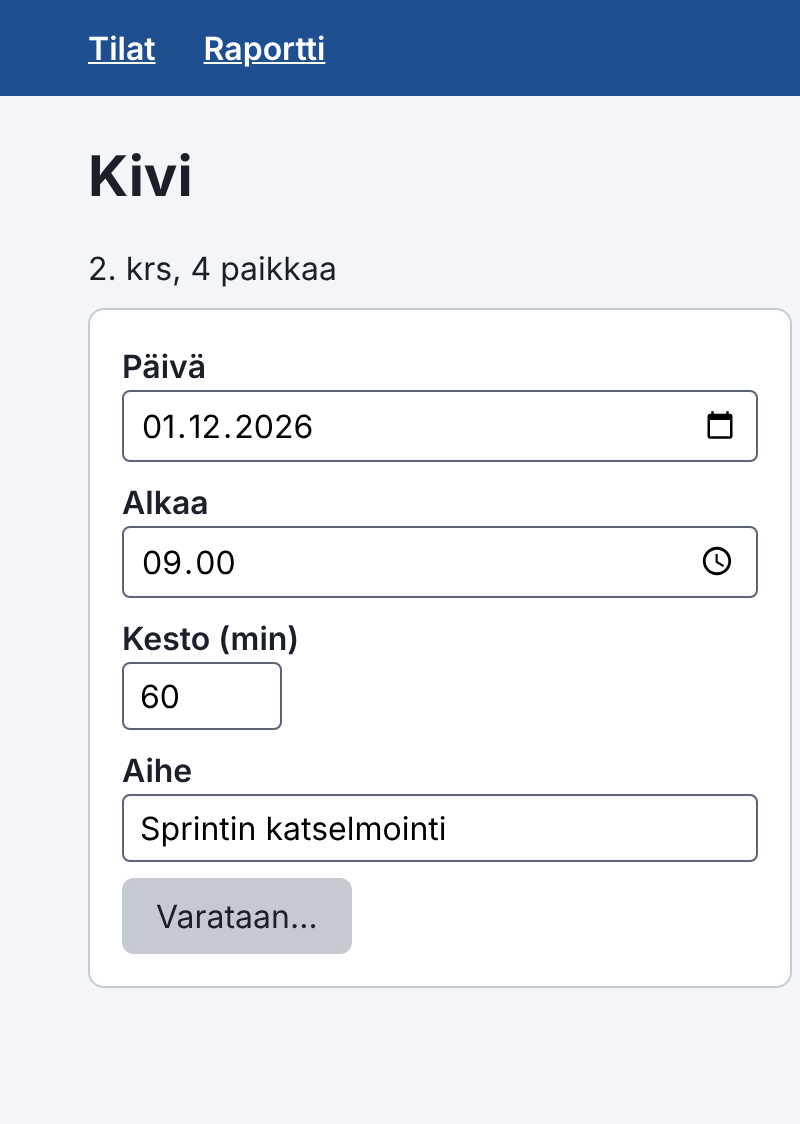 Tilat Raportti
Kivi
2. krs, 4 paikkaa
Päivä
01.12.2026
Alkaa
09.00
Kesto (min)
60
Aihe
Sprintin katselmointi
Varataan...